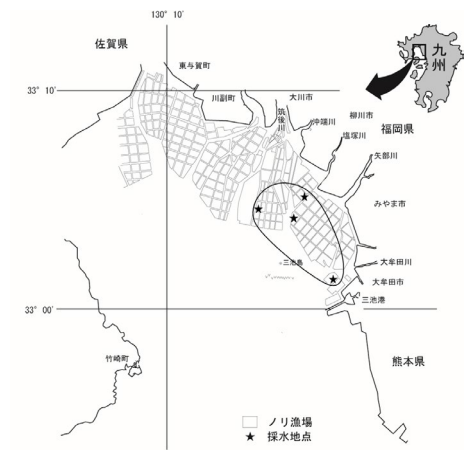 130° 10′
佐賀県
東与賀町
九
州
33° 10′
川副町
大川市
筑後川
沖端川
柳川市
福岡県
塩塚川
矢部川
みやま市
三池島
大牟田川
大牟田市
33° 00′
三池港
竹崎町
熊本県
ノリ漁場
★ 採水地点